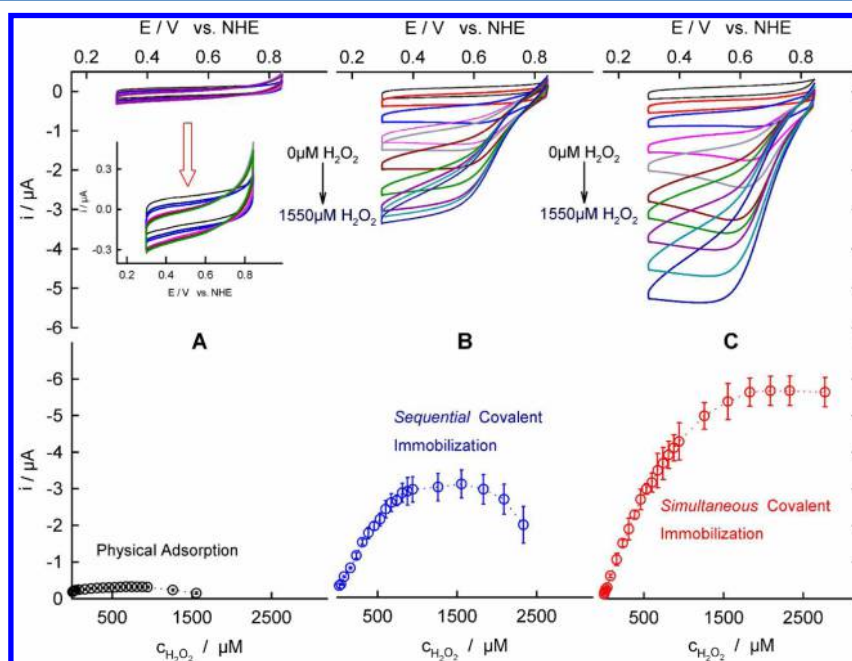 E / V vs. NHE
E / V vs. NHE
E / V vs. NHE
0.2 0.4 0.6 0.8
0.2 0.4 0.6 0.8
0.2 0.4 0.6 0.8
0
-1
-2
-3
-4
-5
-6
i / µA
0.3
0.0
-0.3
i / µA
0.2 0.4 0.6 0.8
E / V vs. NHE
0µM H₂O₂
1550µM H₂O₂
0µM H₂O₂
1550µM H₂O₂
A
B
C
-6
-5
-4
-3
-2
-1
0
i / µA
Physical Adsorption
Sequential Covalent
Immobilization
Simultaneous Covalent
Immobilization
500 1500 2500
500 1500 2500
500 1500 2500
c H₂O₂ / µM
c H₂O₂ / µM
c H₂O₂ / µM